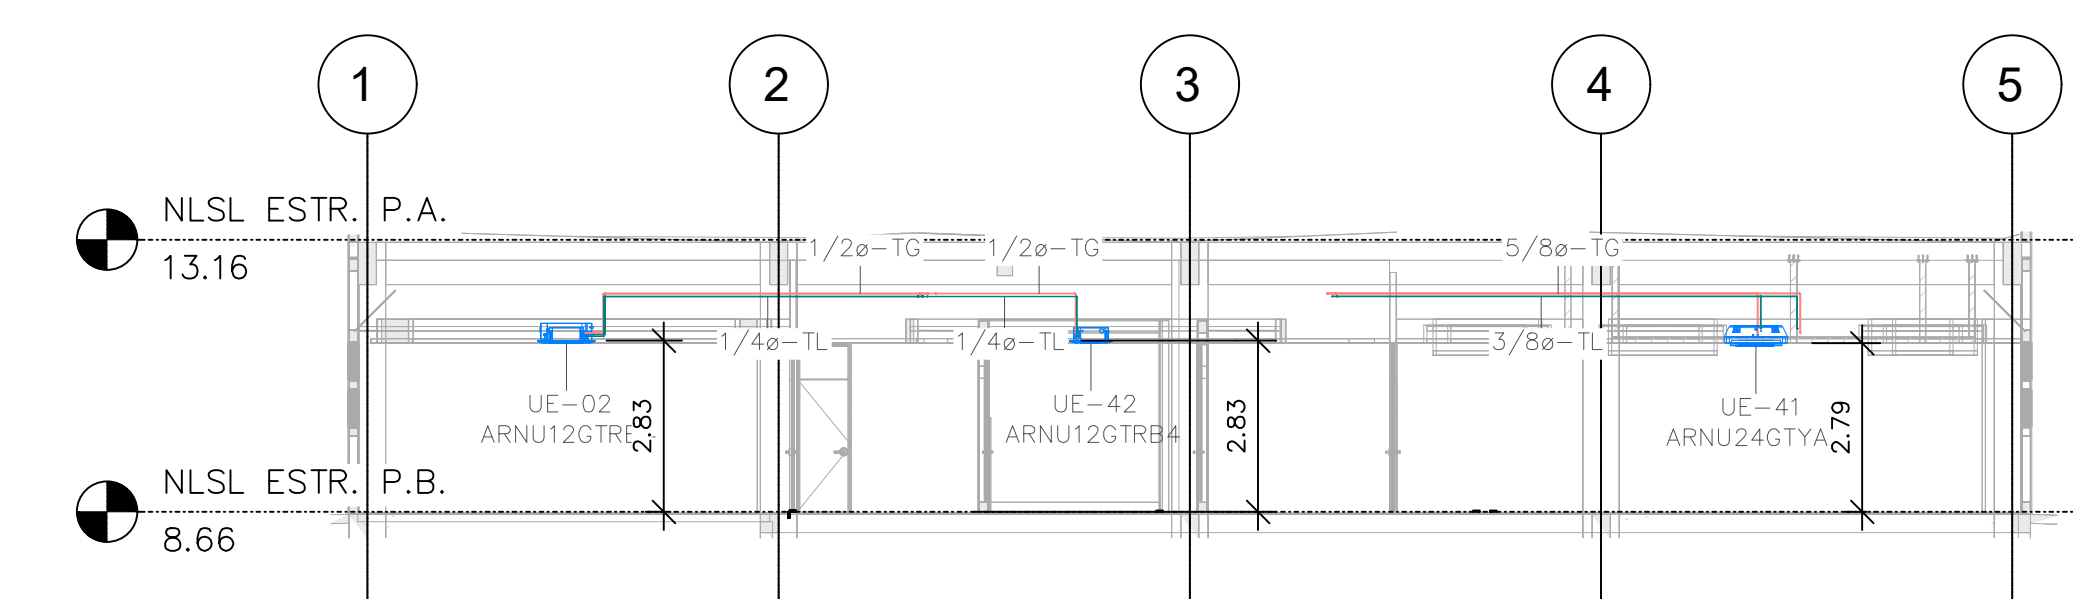 1 2 3 4 5
NLSL ESTR. P.A.
13.16
1/2ø-TG 1/2ø-TG 5/8ø-TG
1/4ø-TL 1/4ø-TL 3/8ø-TL
UE-02
2.83
UE-42
2.83
UE-41
2.79
ARNU12GTRB4
ARNU24GTYA
NLSL ESTR. P.B.
8.66